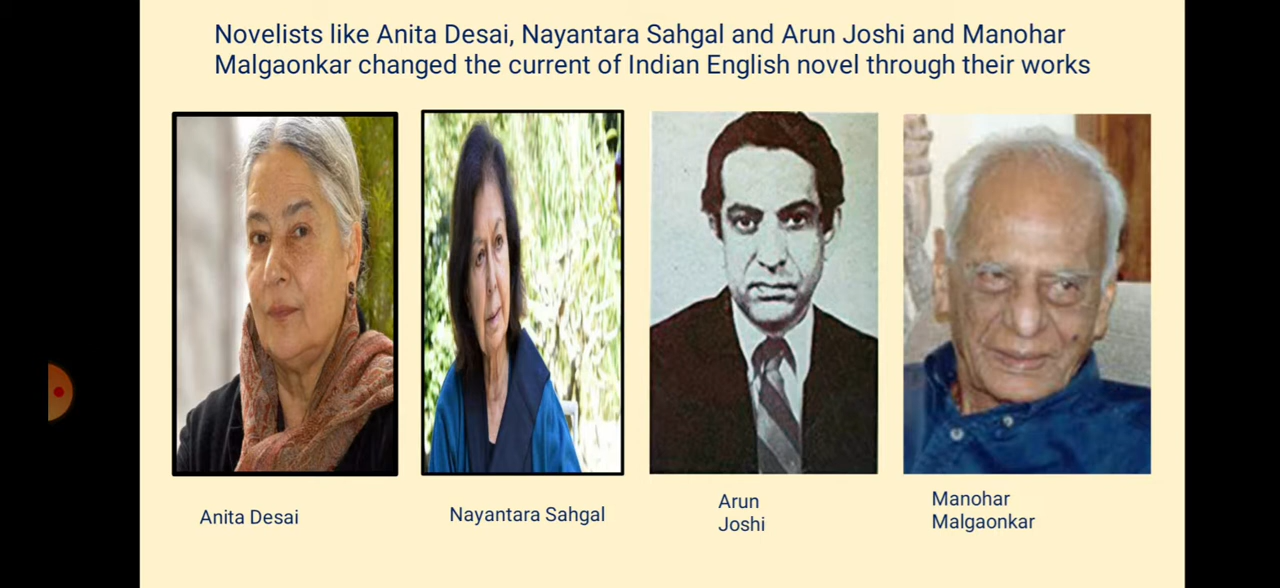 Novelists like Anita Desai, Nayantara Sahgal and Arun Joshi and Manohar
Malgaonkar changed the current of Indian English novel through their works
Anita Desai
Nayantara Sahgal
Arun
Joshi
Manohar
Malgaonkar